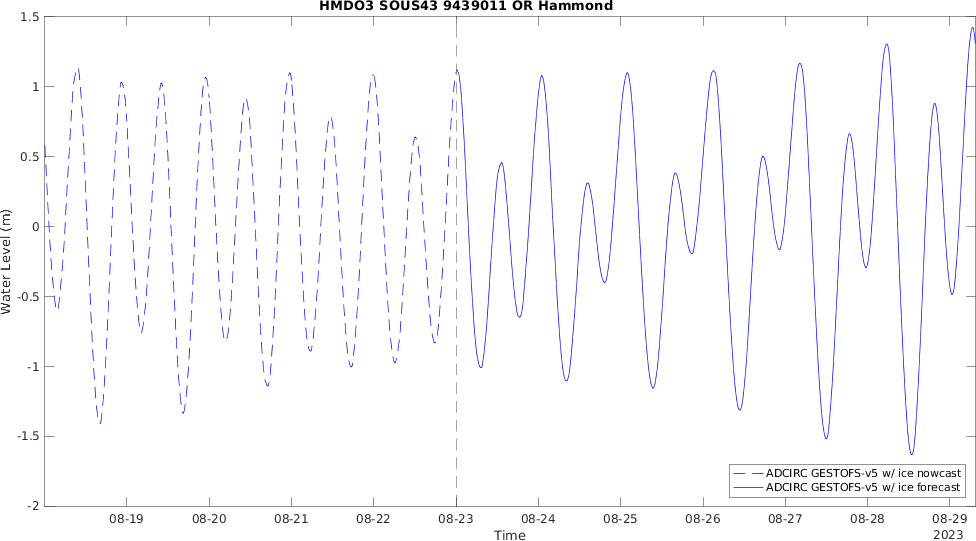 HMDO3 SOUS43 9439011 OR Hammond
1.5
1
0.5
0
-0.5
-1
-1.5
-2
Water Level (m)
ADCIRC GESTOFS-v5 w/ ice nowcast
ADCIRC GESTOFS-v5 w/ ice forecast
08-19 08-20 08-21 08-22 08-23 08-24 08-25 08-26 08-27 08-28 08-29
Time 2023